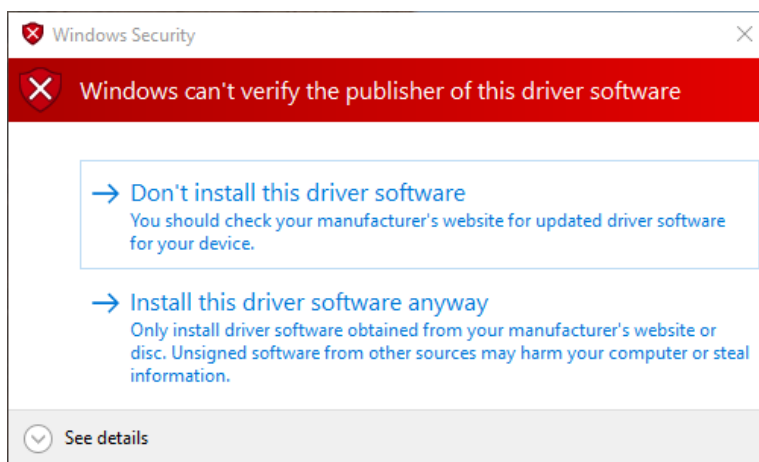 Windows Security
Windows can't verify the publisher of this driver software
Don't install this driver software
You should check your manufacturer's website for updated driver software
for your device.
Install this driver software anyway
Only install driver software obtained from your manufacturer's website or
disc. Unsigned software from other sources may harm your computer or steal
information.
See details